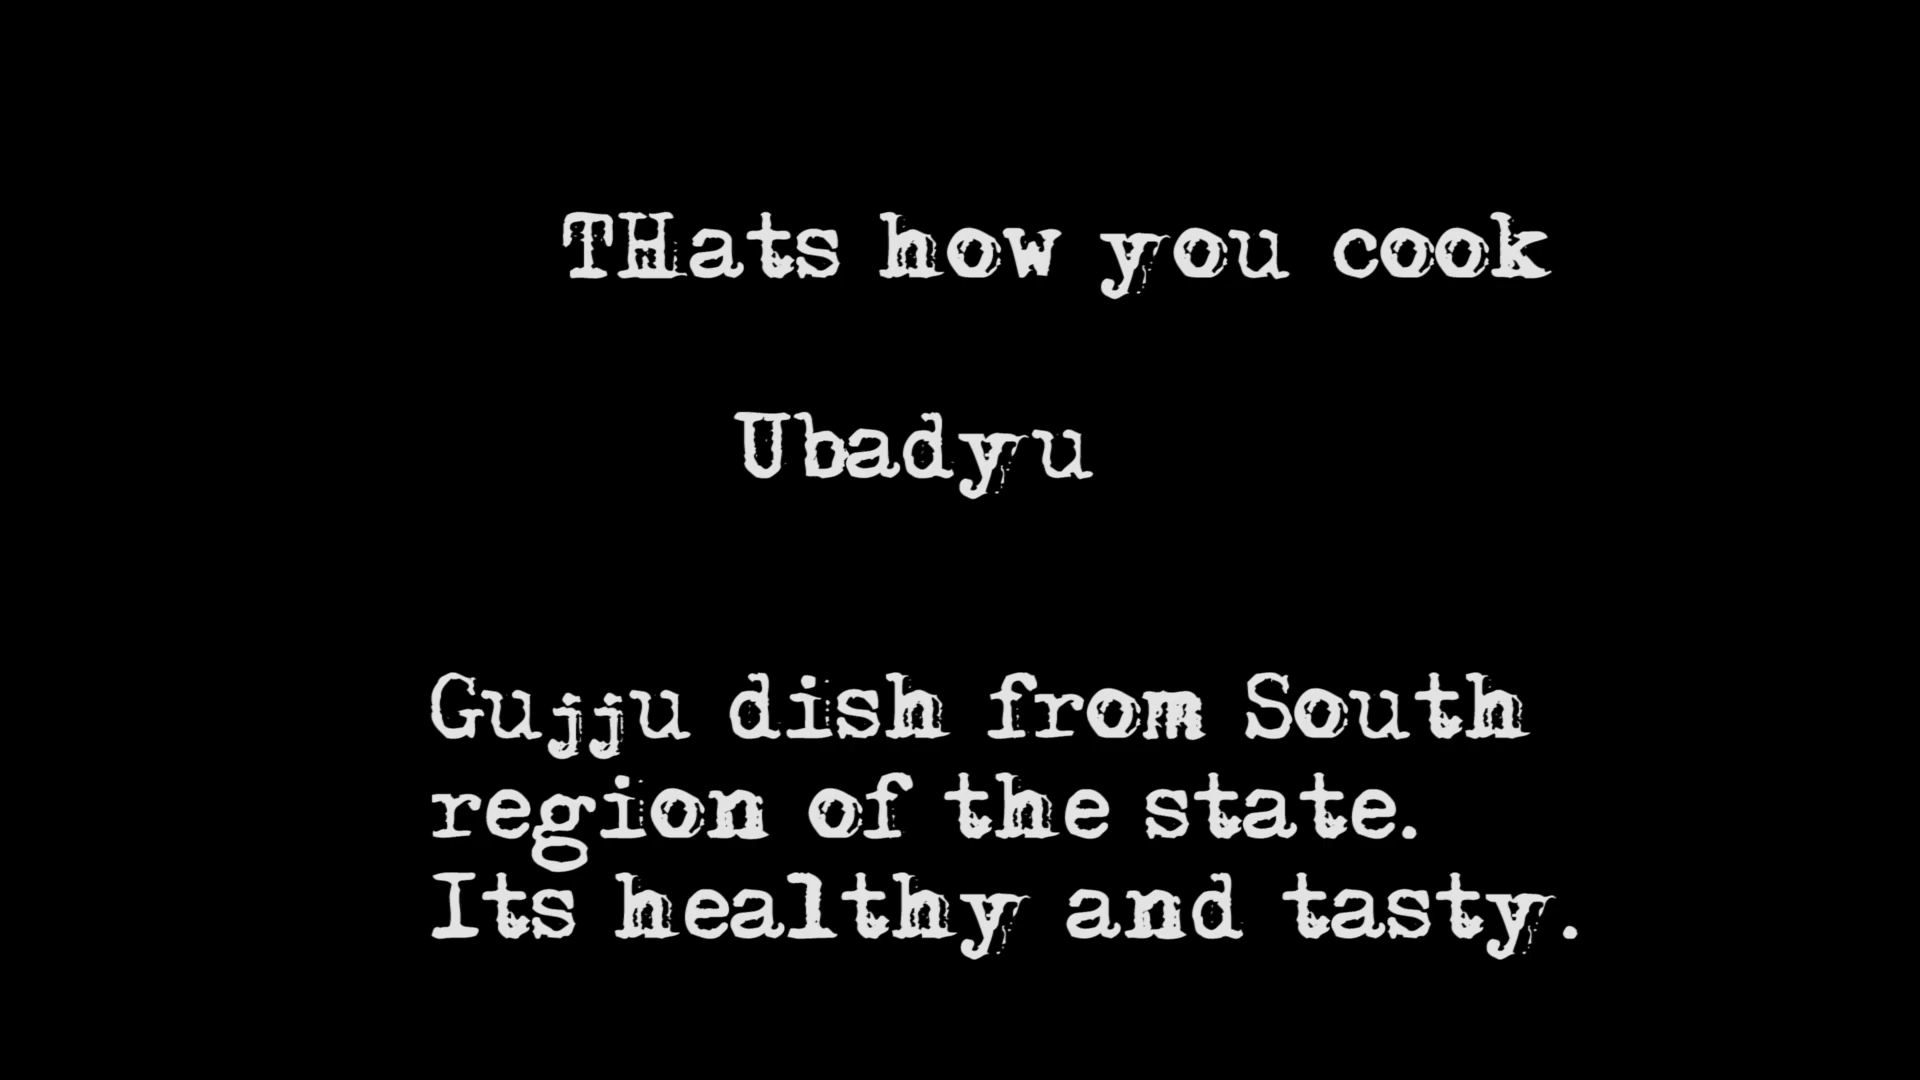 THats how you cook
Ubadyu
Gujju dish from South
region of the state.
Its healthy and tasty.